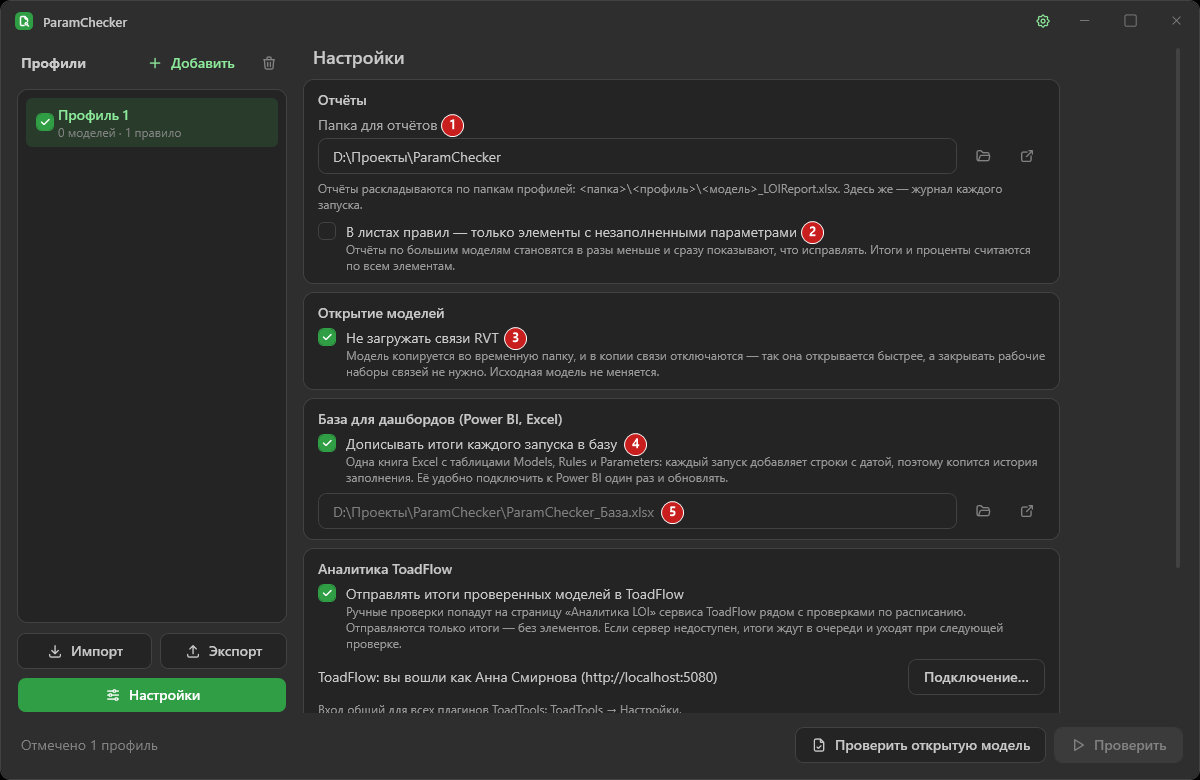 ParamChecker
Профили
Добавить
Профиль 1
0 моделей · 1 правило
Импорт
Экспорт
Настройки
Отмечено 1 профиль
Настройки
Отчёты
Папка для отчётов 1
D:\Проекты\ParamChecker
Отчёты раскладываются по папкам профилей: <папка>\<профиль>\<модель>_LOIReport.xlsx. Здесь же — журнал каждого
запуска.
В листах правил — только элементы с незаполненными параметрами 2
Отчёты по большим моделям становятся в разы меньше и сразу показывают, что исправлять. Итоги и проценты считаются
по всем элементам.
Открытие моделей
Не загружать связи RVT 3
Модель копируется во временную папку, и в копии связи отключаются — так она открывается быстрее, а закрывать рабочие
наборы связей не нужно. Исходная модель не меняется.
База для дашбордов (Power BI, Excel)
Дописывать итоги каждого запуска в базу 4
Одна книга Excel с таблицами Models, Rules и Parameters: каждый запуск добавляет строки с датой, поэтому копится история
заполнения. Её удобно подключить к Power BI один раз и обновлять.
D:\Проекты\ParamChecker\ParamChecker_База.xlsx 5
Аналитика ToadFlow
Отправлять итоги проверенных моделей в ToadFlow
Ручные проверки попадут на страницу «Аналитика LOI» сервиса ToadFlow рядом с проверками по расписанию.
Отправляются только итоги — без элементов. Если сервер недоступен, итоги ждут в очереди и уходят при следующей
проверке.
ToadFlow: вы вошли как Анна Смирнова (http://localhost:5080)
Подключение...
Вход общий для всех плагинов ToadTools: ToadTools → Настройки.
Проверить открытую модель
Проверить